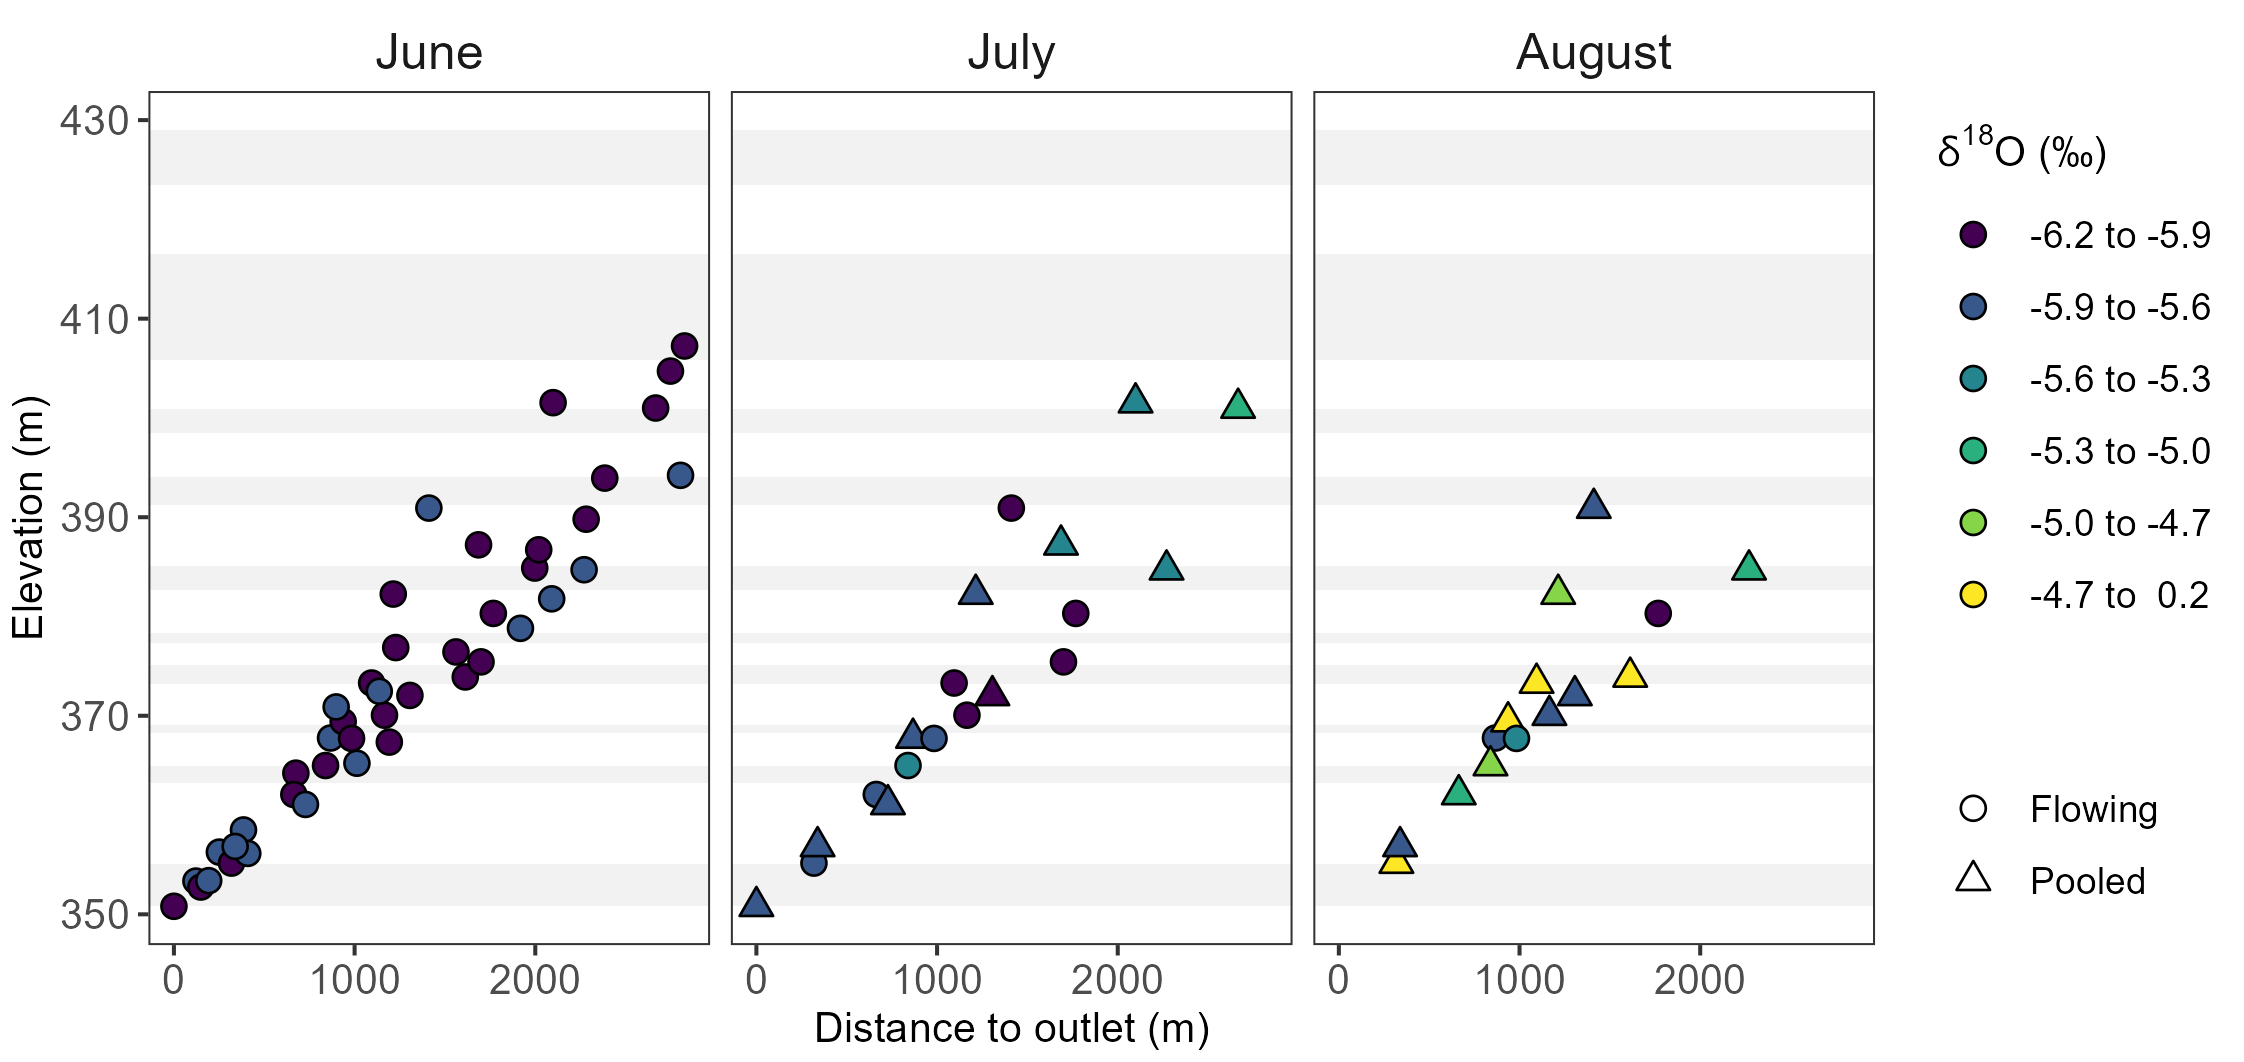 June
July
August
430
410
390
370
350
Elevation (m)
0
1000
2000
0
1000
2000
0
1000
2000
Distance to outlet (m)
δ¹⁸O (‰)
-6.2 to -5.9
-5.9 to -5.6
-5.6 to -5.3
-5.3 to -5.0
-5.0 to -4.7
-4.7 to 0.2
Flowing
Pooled